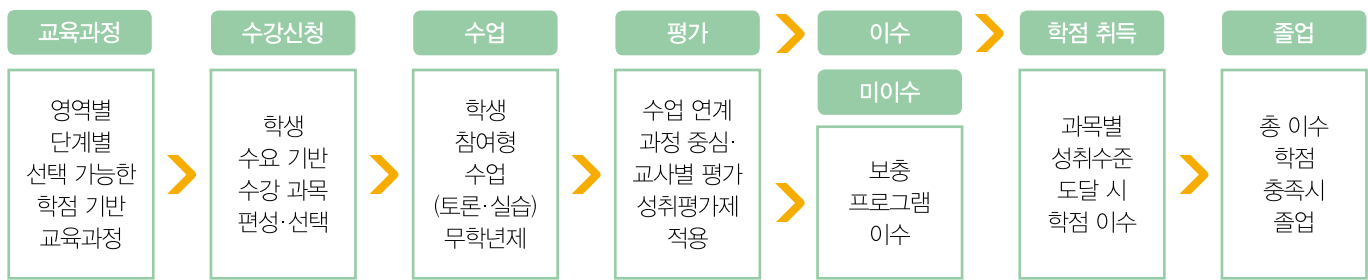 교육과정
영역별
단계별
선택 가능한
학점 기반
교육과정
수강신청
학생
수요 기반
수강 과목
편성·선택
수업
학생
참여형
수업
(토론·실습)
무학년제
평가
수업 연계
과정 중심·
교사별 평가
성취평가제
적용
이수
미이수
보충
프로그램
이수
학점 취득
과목별
성취수준
도달 시
학점 이수
졸업
총 이수
학점
충족시
졸업